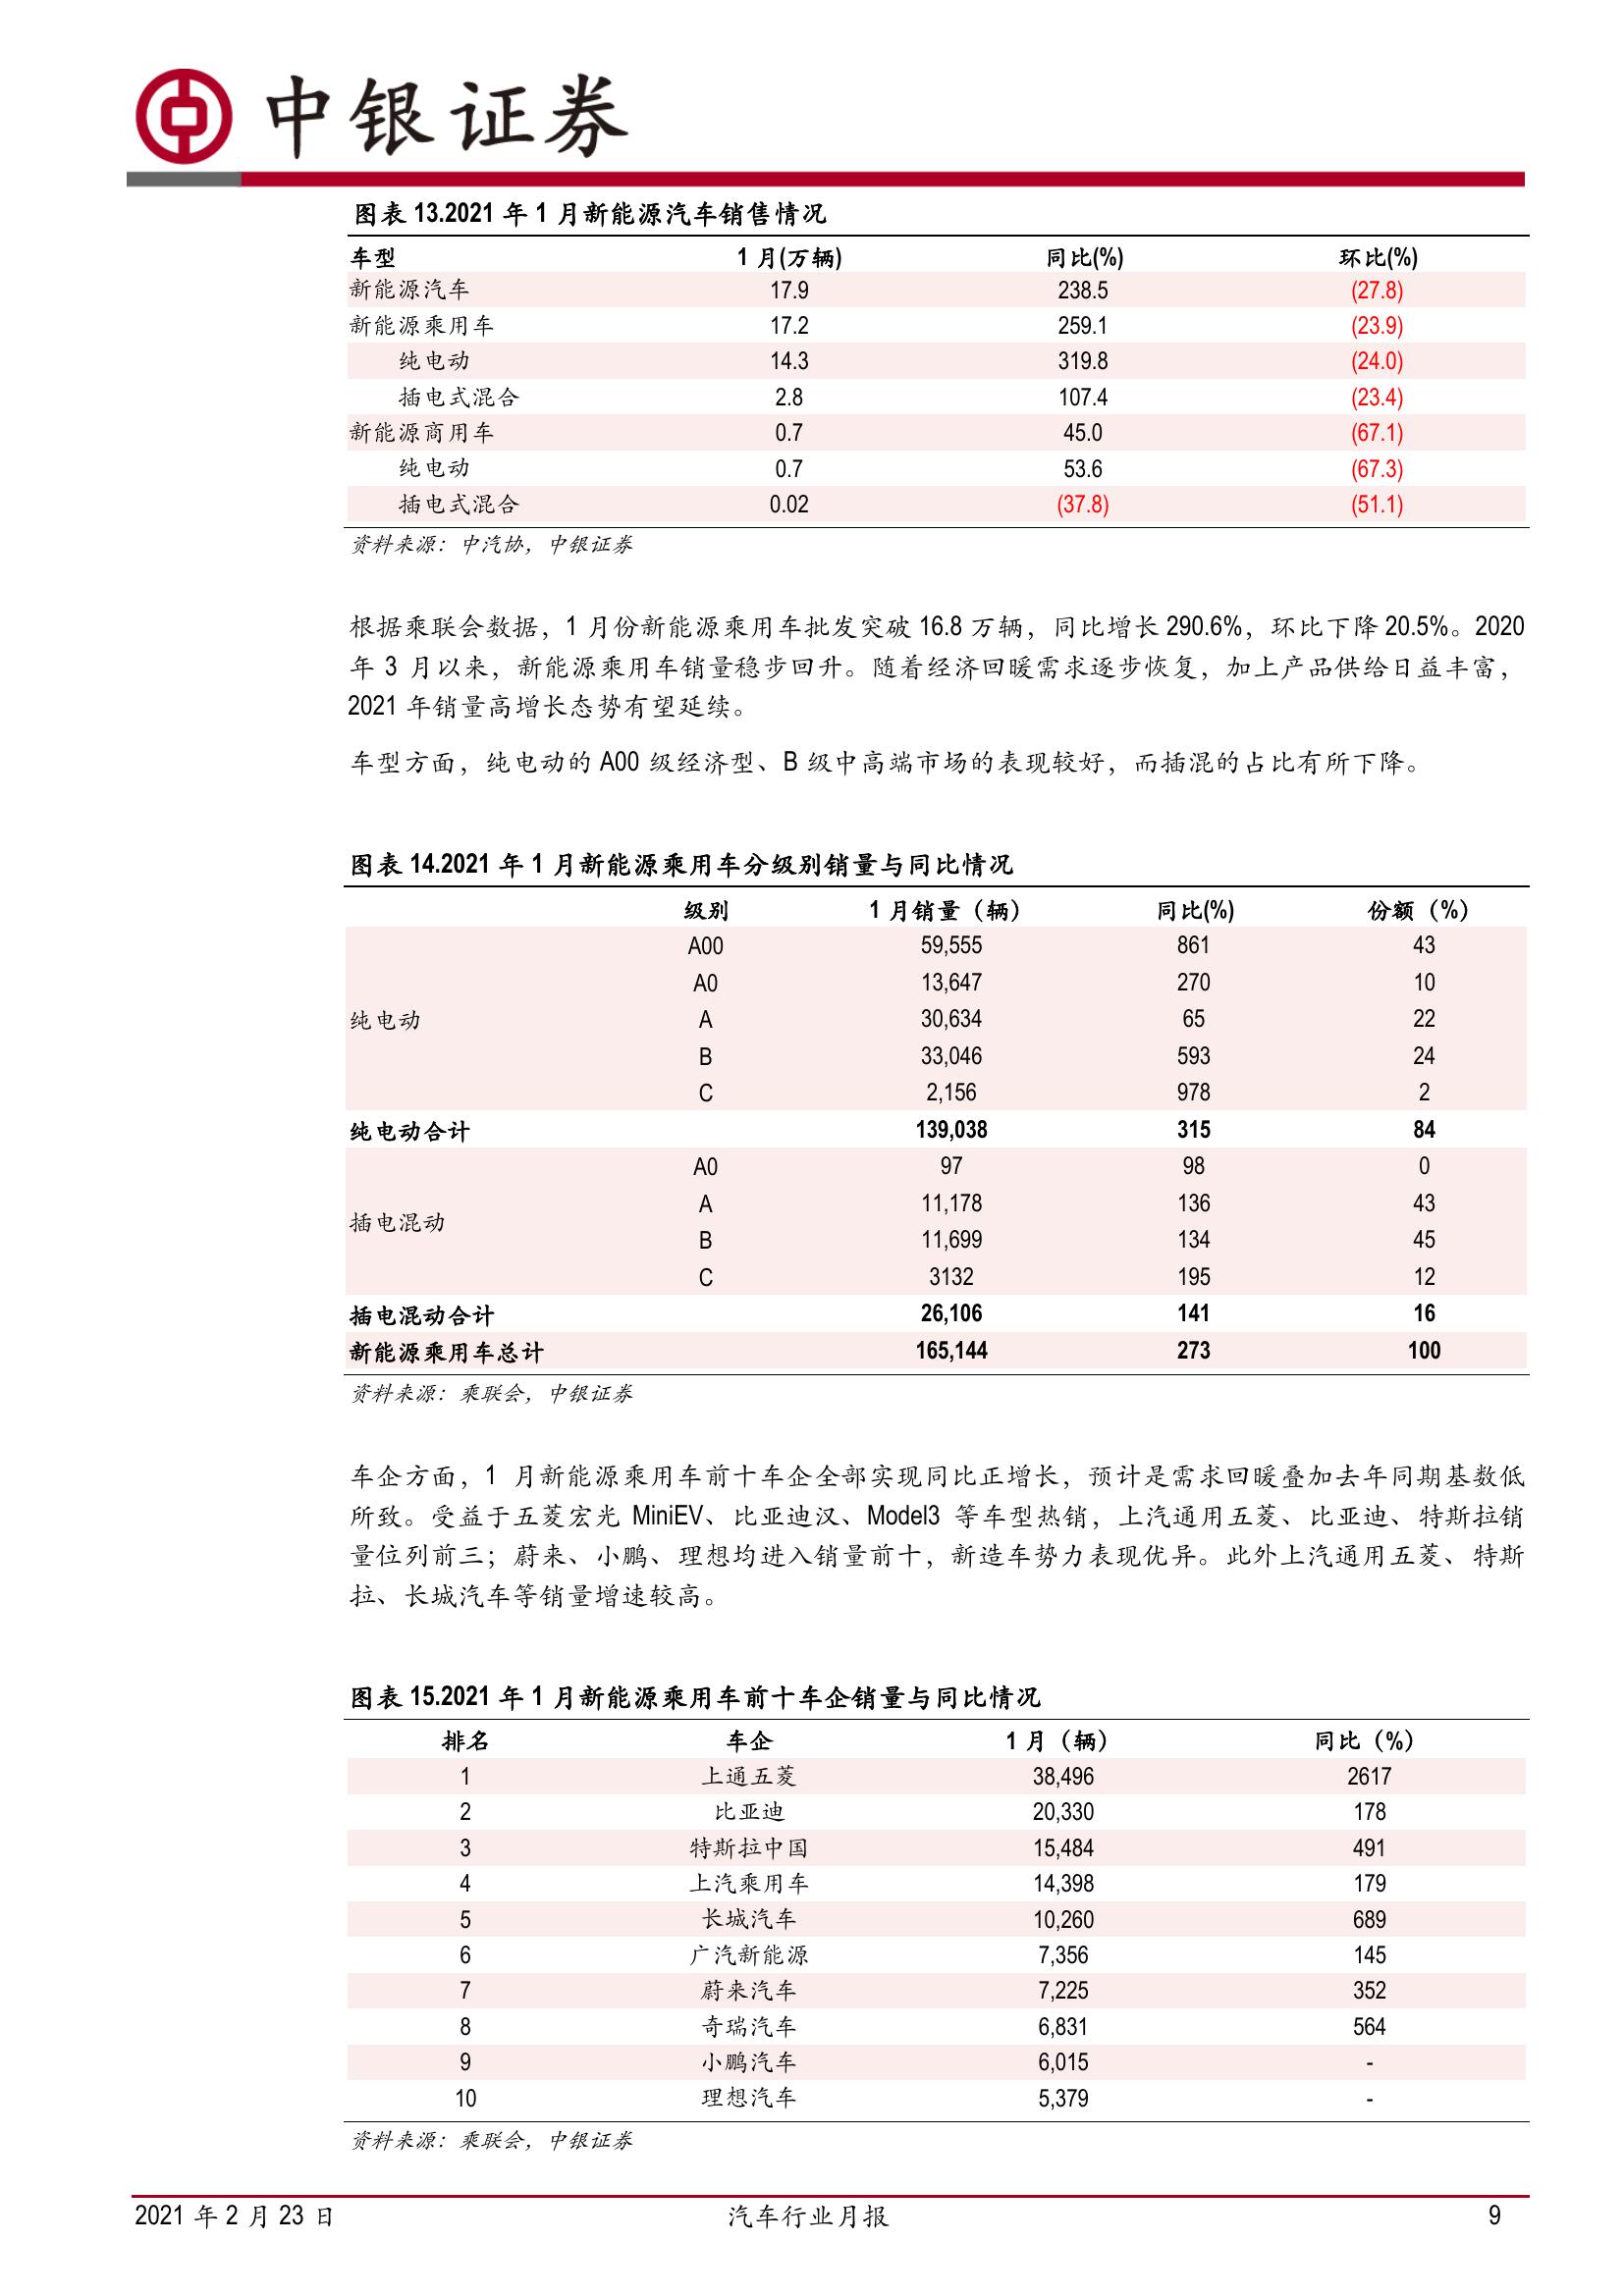 中银证券
图表 13.2021 年 1 月新能源汽车销售情况
车型 1 月(万辆) 同比(%) 环比(%)
新能源汽车 17.9 238.5 (27.8)
新能源乘用车 17.2 259.1 (23.9)
纯电动 14.3 319.8 (24.0)
插电式混合 2.8 107.4 (23.4)
新能源商用车 0.7 45.0 (67.1)
纯电动 0.7 53.6 (67.3)
插电式混合 0.02 (37.8) (51.1)
资料来源：中汽协，中银证券
根据乘联会数据，1 月份新能源乘用车批发突破 16.8 万辆，同比增长 290.6%，环比下降 20.5%。2020
年 3 月以来，新能源乘用车销量稳步回升。随着经济回暖需求逐步恢复，加上产品供给日益丰富，
2021 年销量高增长态势有望延续。
车型方面，纯电动的 A00 级经济型、B 级中高端市场的表现较好，而插混的占比有所下降。
图表 14.2021 年 1 月新能源乘用车分级别销量与同比情况
级别 1 月销量（辆） 同比(%) 份额（%）
A00 59,555 861 43
A0 13,647 270 10
纯电动 A 30,634 65 22
B 33,046 593 24
C 2,156 978 2
纯电动合计 139,038 315 84
A0 97 98 0
A 11,178 136 43
插电混动
B 11,699 134 45
C 3132 195 12
插电混动合计 26,106 141 16
新能源乘用车总计 165,144 273 100
资料来源：乘联会，中银证券
车企方面，1 月新能源乘用车前十车企全部实现同比正增长，预计是需求回暖叠加去年同期基数低
所致。受益于五菱宏光 MiniEV、比亚迪汉、Model3 等车型热销，上汽通用五菱、比亚迪、特斯拉销
量位列前三；蔚来、小鹏、理想均进入销量前十，新造车势力表现优异。此外上汽通用五菱、特斯
拉、长城汽车等销量增速较高。
图表 15.2021 年 1 月新能源乘用车前十车企销量与同比情况
排名 车企 1 月（辆） 同比（%）
1 上通五菱 38,496 2617
2 比亚迪 20,330 178
3 特斯拉中国 15,484 491
4 上汽乘用车 14,398 179
5 长城汽车 10,260 689
6 广汽新能源 7,356 145
7 蔚来汽车 7,225 352
8 奇瑞汽车 6,831 564
9 小鹏汽车 6,015 -
10 理想汽车 5,379 -
资料来源：乘联会，中银证券
2021 年 2 月 23 日 汽车行业月报 9